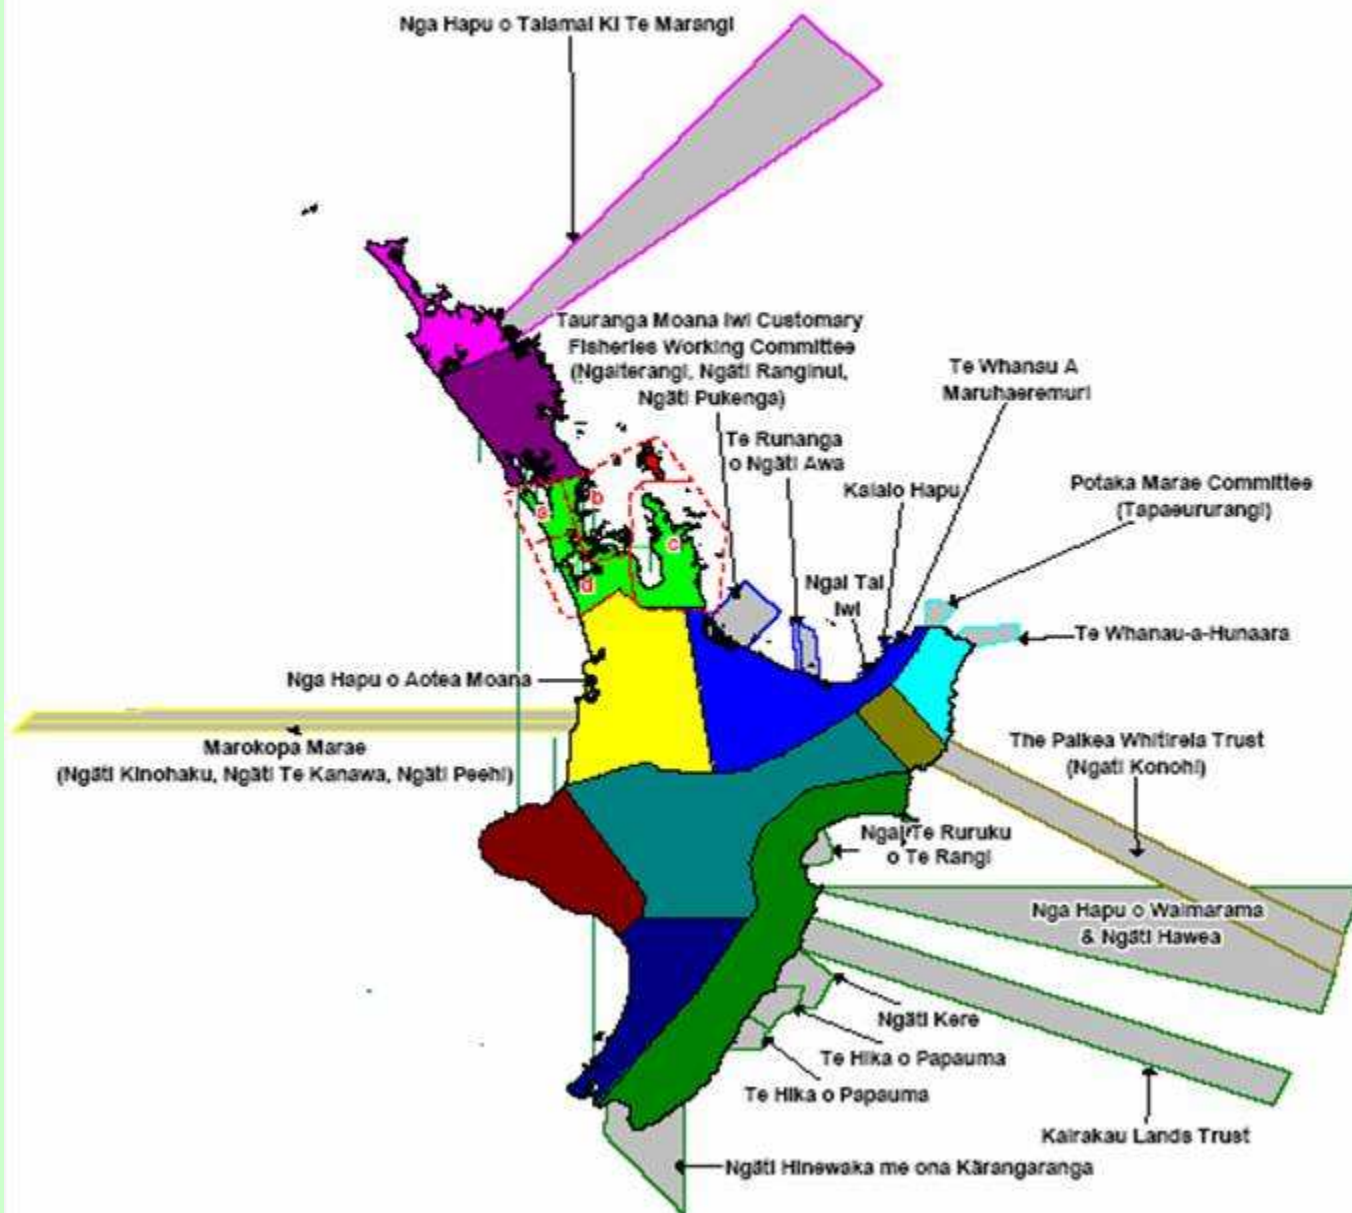 Nga Hapu o Taiamai Ki Te Marangi
Tauranga Moana Iwi Customary
Fisheries Working Committee
(Ngaiterangi, Ngāti Ranginui,
Ngāti Pukenga)
Te Whanau A
Maruhaeremuri
Te Runanga
o Ngāti Awa
Kaiaio Hapu
Potaka Marae Committee
(Tapaeururangi)
a
b
c
d
Ngai Tai
Iwi
Te Whanau-a-Hunaara
Nga Hapu o Aotea Moana
Marokopa Marae
(Ngāti Kinohaku, Ngāti Te Kanawa, Ngāti Peehi)
The Paikea Whitireia Trust
(Ngati Konohi)
Ngai Te Ruruku
o Te Rangi
Nga Hapu o Waimarama
& Ngāti Hawea
Ngāti Kere
Te Hika o Papauma
Te Hika o Papauma
Kairakau Lands Trust
Ngāti Hinewaka me ona Kārangaranga